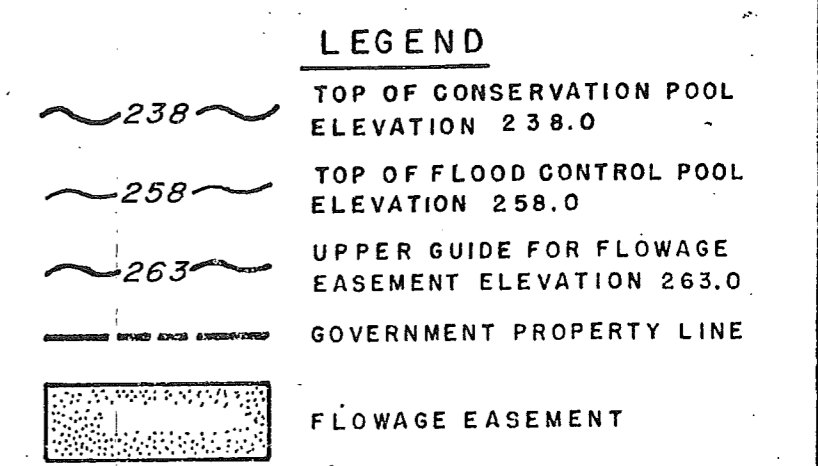 LEGEND
238
TOP OF CONSERVATION POOL
ELEVATION 238.0
258
TOP OF FLOOD CONTROL POOL
ELEVATION 258.0
263
UPPER GUIDE FOR FLOWAGE
EASEMENT ELEVATION 263.0
GOVERNMENT PROPERTY LINE
FLOWAGE EASEMENT